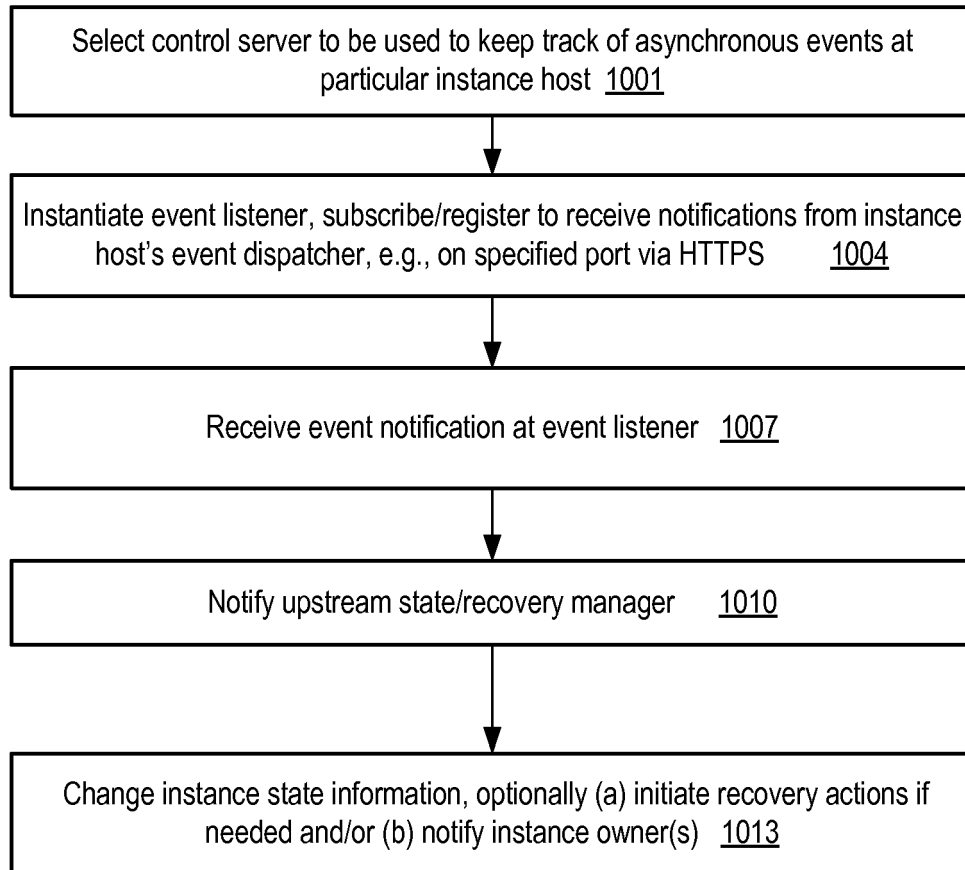 Select control server to be used to keep track of asynchronous events at
particular instance host 1001
Instantiate event listener, subscribe/register to receive notifications from instance
host's event dispatcher, e.g., on specified port via HTTPS 1004
Receive event notification at event listener 1007
Notify upstream state/recovery manager 1010
Change instance state information, optionally (a) initiate recovery actions if
needed and/or (b) notify instance owner(s) 1013